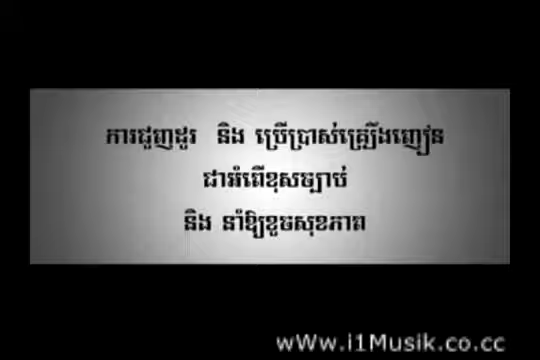 ការជួញដូរ និង ប្រើប្រាស់គ្រឿងញៀន
ជាអំពើខុសច្បាប់
និង នាំឱ្យខូចសុខភាព
wWw.i1Musik.co.cc